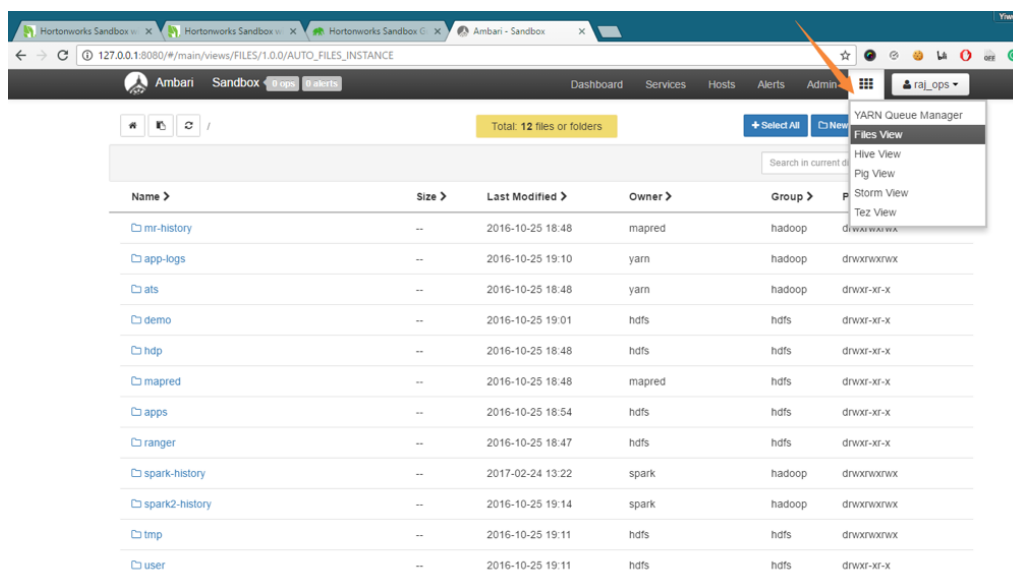 Yiw
Hortonworks Sandbox w Hortonworks Sandbox w Hortonworks Sandbox G Ambari - Sandbox
127.0.0.1:8080/#/main/views/FILES/1.0.0/AUTO_FILES_INSTANCE
Ambari Sandbox 0 ops 0 alerts Dashboard Services Hosts Alerts Admin raj_ops
/ Total: 12 files or folders Select All New
YARN Queue Manager
Files View
Hive View
Pig View
Storm View
Tez View
Search in current di
Name Size Last Modified Owner Group P
mr-history -- 2016-10-25 18:48 mapred hadoop drwxrwxrwx
app-logs -- 2016-10-25 19:10 yarn hadoop drwxrwxrwx
ats -- 2016-10-25 18:48 yarn hadoop drwxr-xr-x
demo -- 2016-10-25 19:01 hdfs hdfs drwxr-xr-x
hdp -- 2016-10-25 18:48 hdfs hdfs drwxr-xr-x
mapred -- 2016-10-25 18:48 mapred hdfs drwxr-xr-x
apps -- 2016-10-25 18:54 hdfs hdfs drwxr-xr-x
ranger -- 2016-10-25 18:47 hdfs hdfs drwxr-xr-x
spark-history -- 2017-02-24 13:22 spark hadoop drwxrwxrwx
spark2-history -- 2016-10-25 19:14 spark hadoop drwxrwxrwx
tmp -- 2016-10-25 19:11 hdfs hdfs drwxrwxrwx
user -- 2016-10-25 19:11 hdfs hdfs drwxr-xr-x